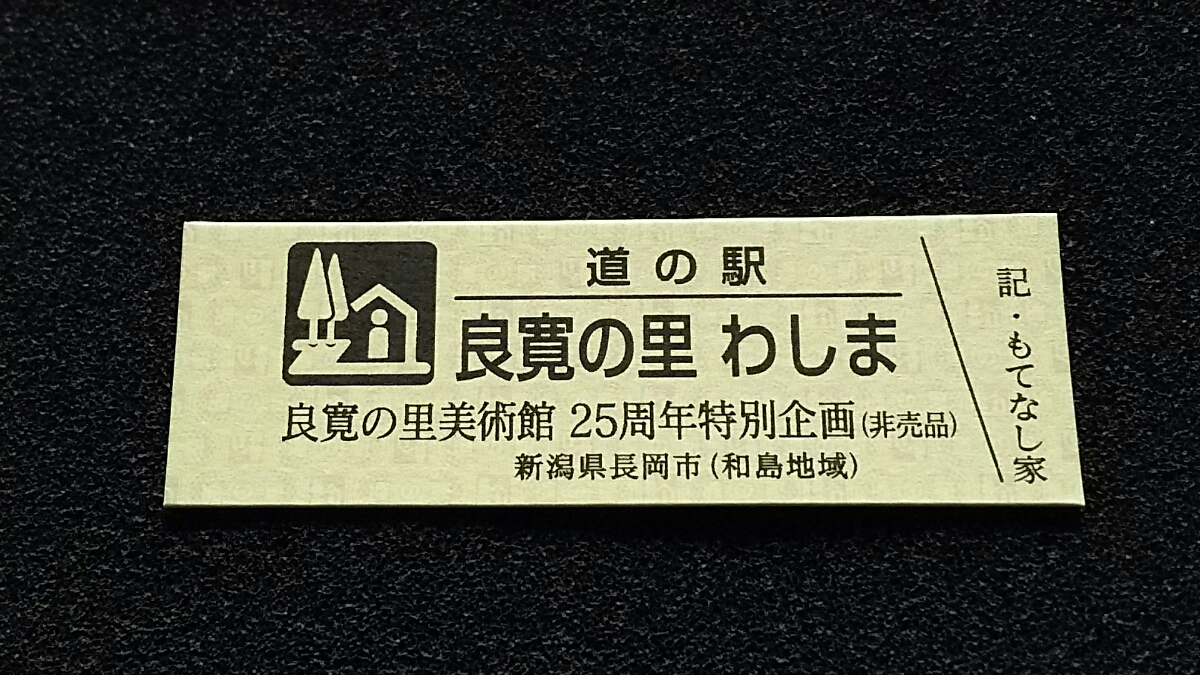 道の駅
良寛の里 わしま
良寛の里美術館 25周年特別企画(非売品)
新潟県長岡市(和島地域)
記・もてなし家